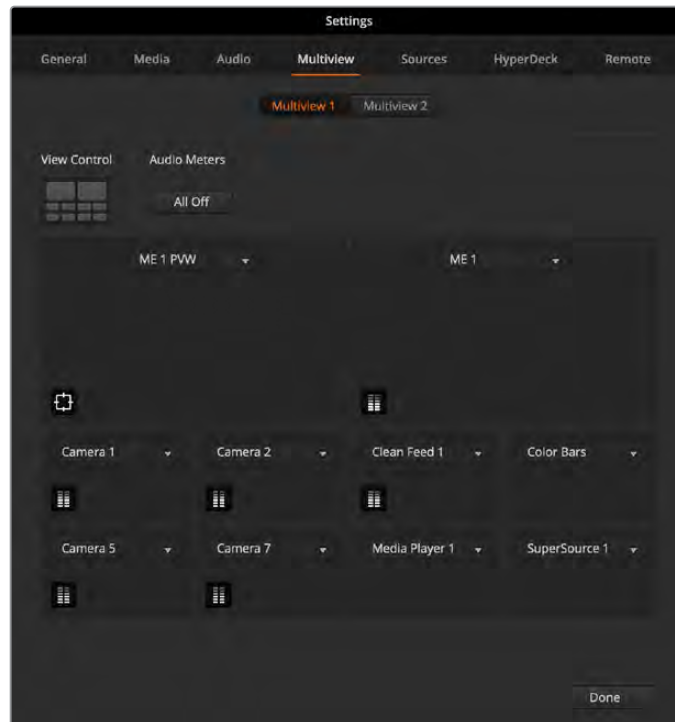 Settings
General Media Audio Multiview Sources HyperDeck Remote
Multiview 1 Multiview 2
View Control Audio Meters
All Off
ME 1 PVW ME 1
Camera 1 Camera 2 Clean Feed 1 Color Bars
Camera 5 Camera 7 Media Player 1 SuperSource 1
Done